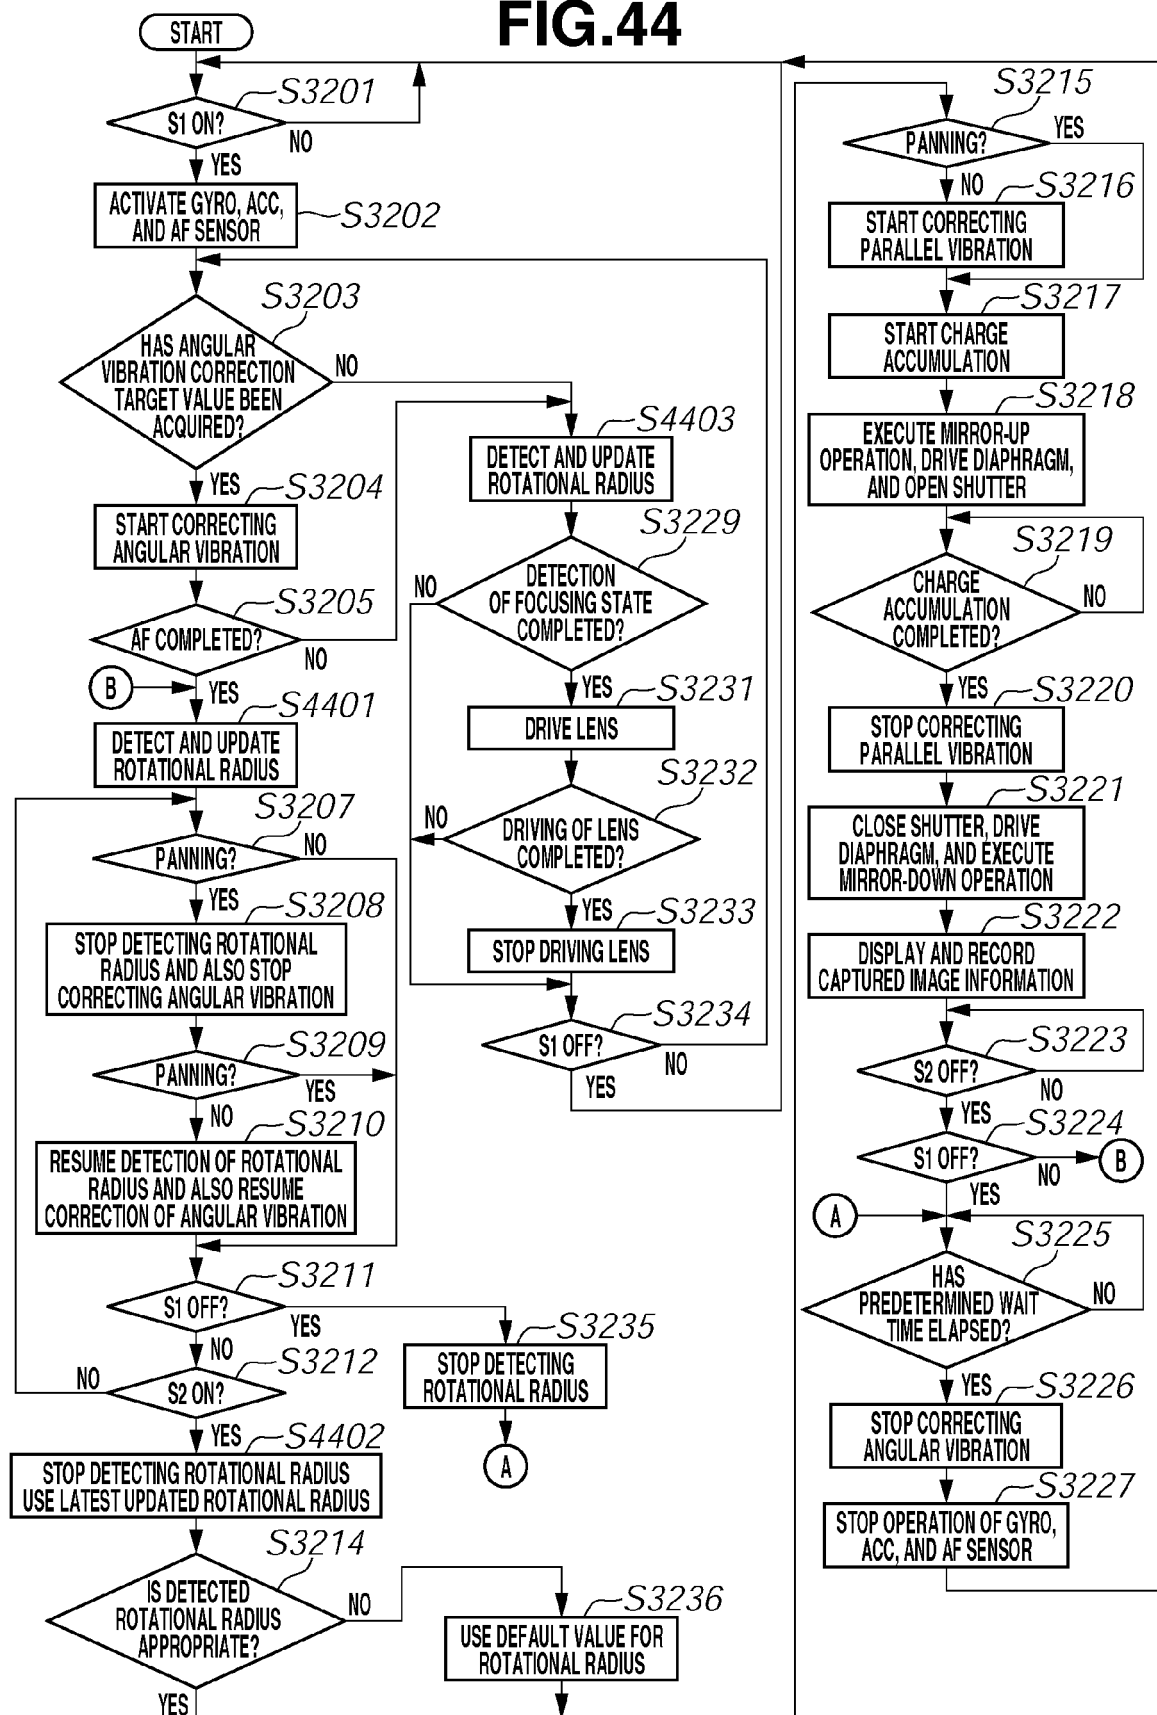 FIG.44
START
S3201
S1 ON?
NO
YES
ACTIVATE GYRO, ACC,
AND AF SENSOR
S3202
S3203
HAS ANGULAR
VIBRATION CORRECTION
TARGET VALUE BEEN
ACQUIRED?
NO
YES
S3204
START CORRECTING
ANGULAR VIBRATION
S3205
AF COMPLETED?
NO
B
YES
S4401
DETECT AND UPDATE
ROTATIONAL RADIUS
S3207
PANNING?
NO
YES
S3208
STOP DETECTING ROTATIONAL
RADIUS AND ALSO STOP
CORRECTING ANGULAR VIBRATION
S3209
PANNING?
YES
NO
S3210
RESUME DETECTION OF ROTATIONAL
RADIUS AND ALSO RESUME
CORRECTION OF ANGULAR VIBRATION
S3211
S1 OFF?
YES
NO
S3212
NO
S2 ON?
YES
S4402
STOP DETECTING ROTATIONAL RADIUS
USE LATEST UPDATED ROTATIONAL RADIUS
S3214
IS DETECTED
ROTATIONAL RADIUS
APPROPRIATE?
NO
YES
S4403
DETECT AND UPDATE
ROTATIONAL RADIUS
S3229
NO
DETECTION
OF FOCUSING STATE
COMPLETED?
YES
S3231
DRIVE LENS
S3232
NO
DRIVING OF LENS
COMPLETED?
YES
S3233
STOP DRIVING LENS
S3234
S1 OFF?
NO
YES
S3235
STOP DETECTING
ROTATIONAL RADIUS
A
S3236
USE DEFAULT VALUE FOR
ROTATIONAL RADIUS
S3215
PANNING?
YES
NO
S3216
START CORRECTING
PARALLEL VIBRATION
S3217
START CHARGE
ACCUMULATION
S3218
EXECUTE MIRROR-UP
OPERATION, DRIVE DIAPHRAGM,
AND OPEN SHUTTER
S3219
CHARGE
ACCUMULATION
COMPLETED?
NO
YES
S3220
STOP CORRECTING
PARALLEL VIBRATION
S3221
CLOSE SHUTTER, DRIVE
DIAPHRAGM, AND EXECUTE
MIRROR-DOWN OPERATION
S3222
DISPLAY AND RECORD
CAPTURED IMAGE INFORMATION
S3223
S2 OFF?
NO
YES
S3224
S1 OFF?
NO
B
YES
A
S3225
HAS
PREDETERMINED WAIT
TIME ELAPSED?
NO
YES
S3226
STOP CORRECTING
ANGULAR VIBRATION
S3227
STOP OPERATION OF GYRO,
ACC, AND AF SENSOR